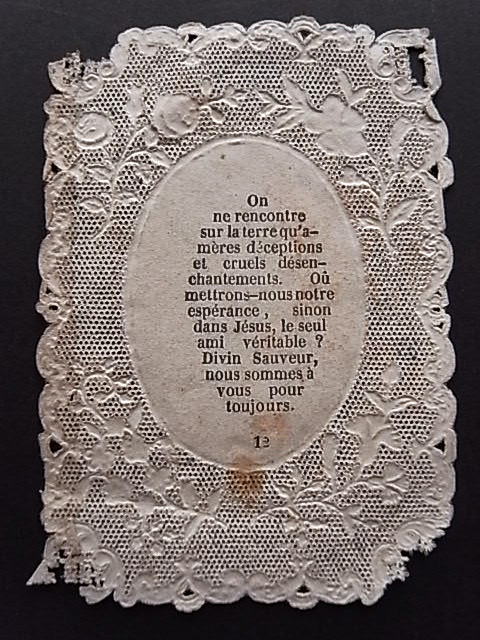 On
ne rencontre
sur la terre qu'a-
mères déceptions
et cruels désen-
chantements. Où
mettrons-nous notre
espérance, sinon
dans Jésus, le seul
ami véritable ?
Divin Sauveur,
nous sommes à
vous pour
toujours.
12